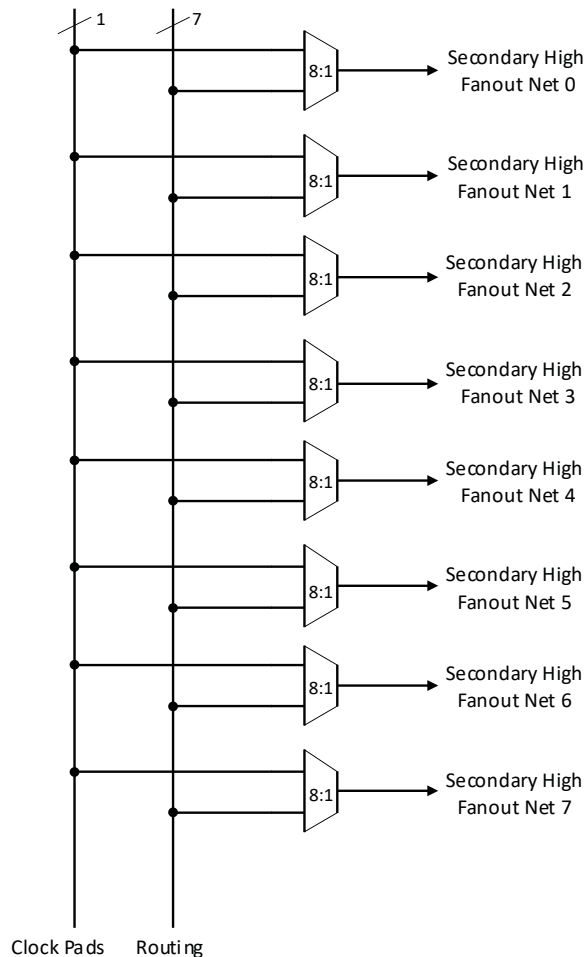 1
7
8:1
Secondary High
Fanout Net 0
8:1
Secondary High
Fanout Net 1
8:1
Secondary High
Fanout Net 2
8:1
Secondary High
Fanout Net 3
8:1
Secondary High
Fanout Net 4
8:1
Secondary High
Fanout Net 5
8:1
Secondary High
Fanout Net 6
8:1
Secondary High
Fanout Net 7
Clock Pads
Routing